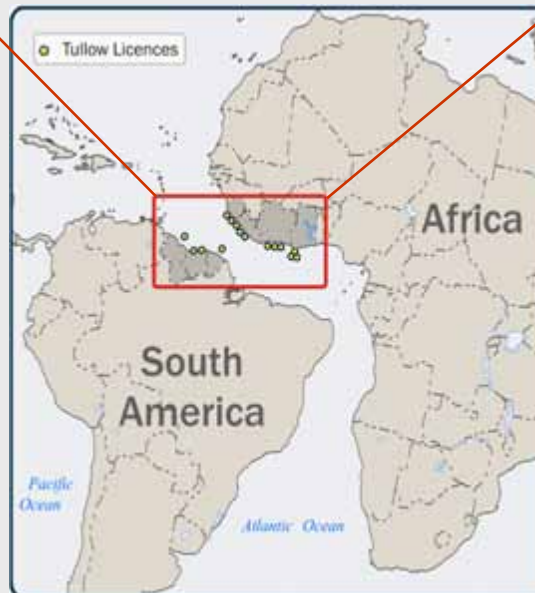 Tullow Licences
Africa
South
America
Pacific
Ocean
Atlantic Ocean